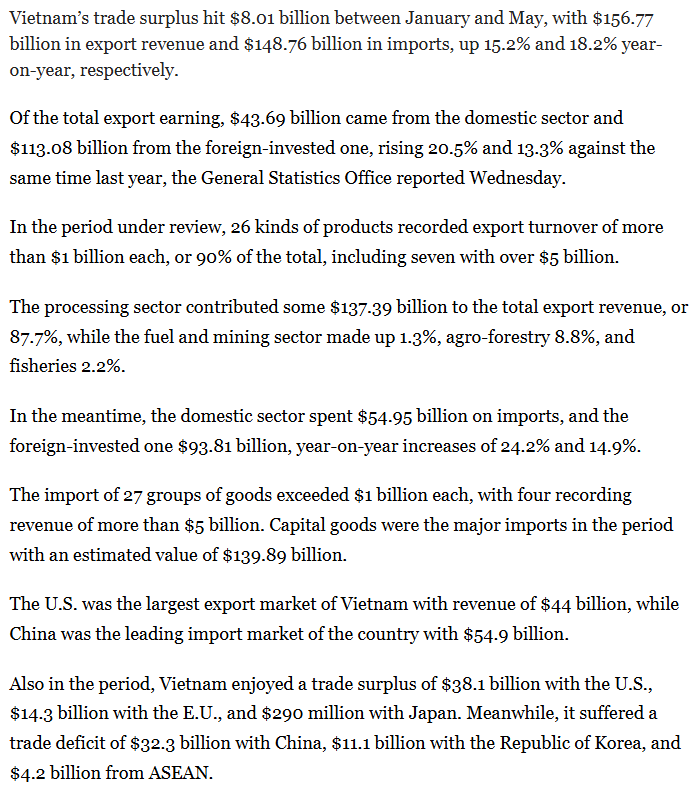 Vietnam’s trade surplus hit $8.01 billion between January and May, with $156.77
billion in export revenue and $148.76 billion in imports, up 15.2% and 18.2% year-
on-year, respectively.
Of the total export earning, $43.69 billion came from the domestic sector and
$113.08 billion from the foreign-invested one, rising 20.5% and 13.3% against the
same time last year, the General Statistics Office reported Wednesday.
In the period under review, 26 kinds of products recorded export turnover of more
than $1 billion each, or 90% of the total, including seven with over $5 billion.
The processing sector contributed some $137.39 billion to the total export revenue, or
87.7%, while the fuel and mining sector made up 1.3%, agro-forestry 8.8%, and
fisheries 2.2%.
In the meantime, the domestic sector spent $54.95 billion on imports, and the
foreign-invested one $93.81 billion, year-on-year increases of 24.2% and 14.9%.
The import of 27 groups of goods exceeded $1 billion each, with four recording
revenue of more than $5 billion. Capital goods were the major imports in the period
with an estimated value of $139.89 billion.
The U.S. was the largest export market of Vietnam with revenue of $44 billion, while
China was the leading import market of the country with $54.9 billion.
Also in the period, Vietnam enjoyed a trade surplus of $38.1 billion with the U.S.,
$14.3 billion with the E.U., and $290 million with Japan. Meanwhile, it suffered a
trade deficit of $32.3 billion with China, $11.1 billion with the Republic of Korea, and
$4.2 billion from ASEAN.